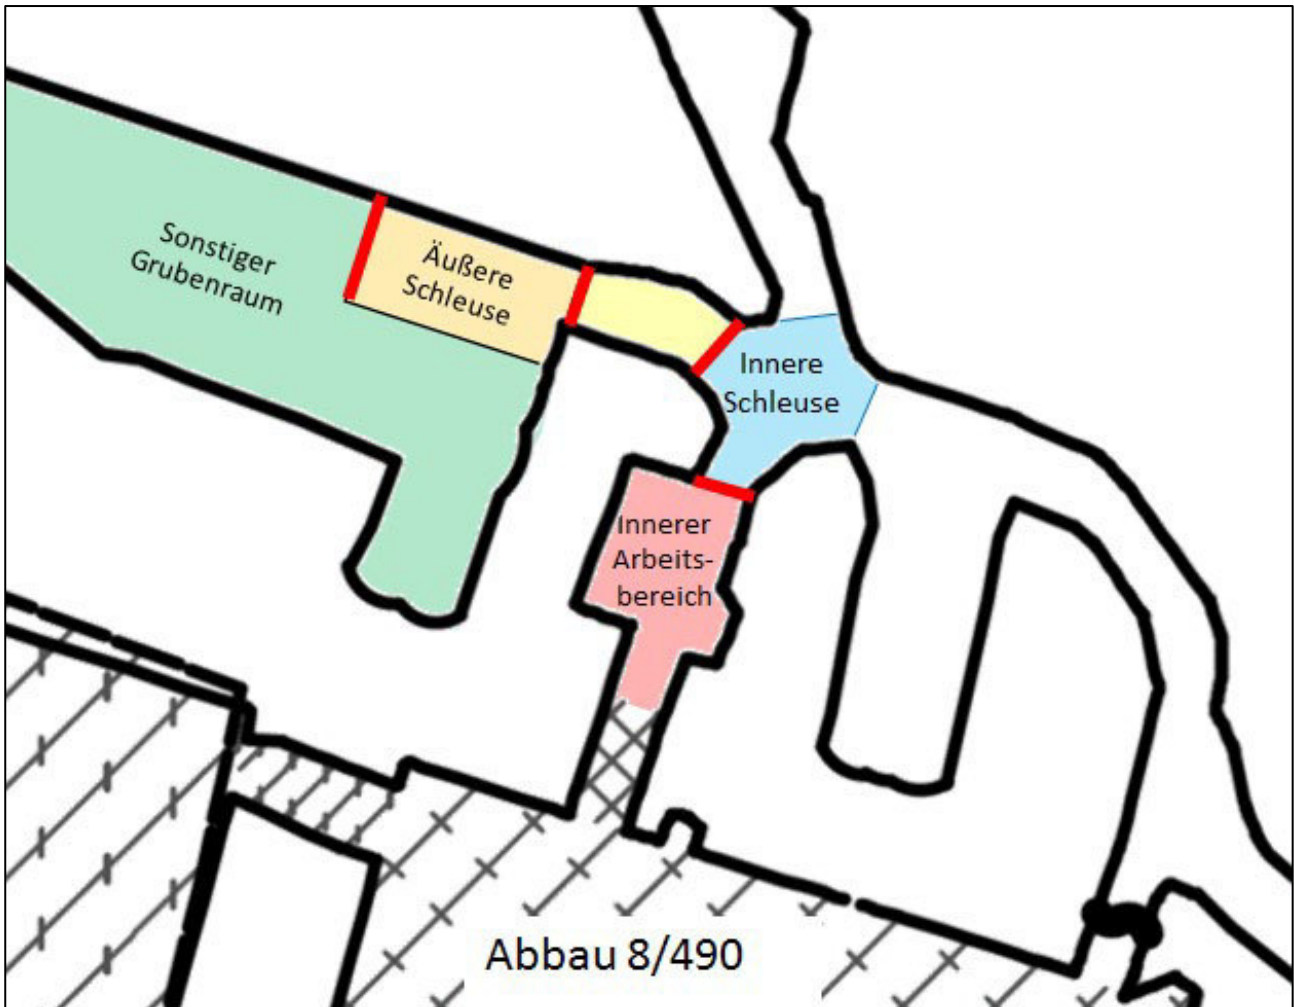 Sonstiger
Grubenraum
Äußere
Schleuse
Innere
Schleuse
Innerer
Arbeits-
bereich
Abbau 8/490